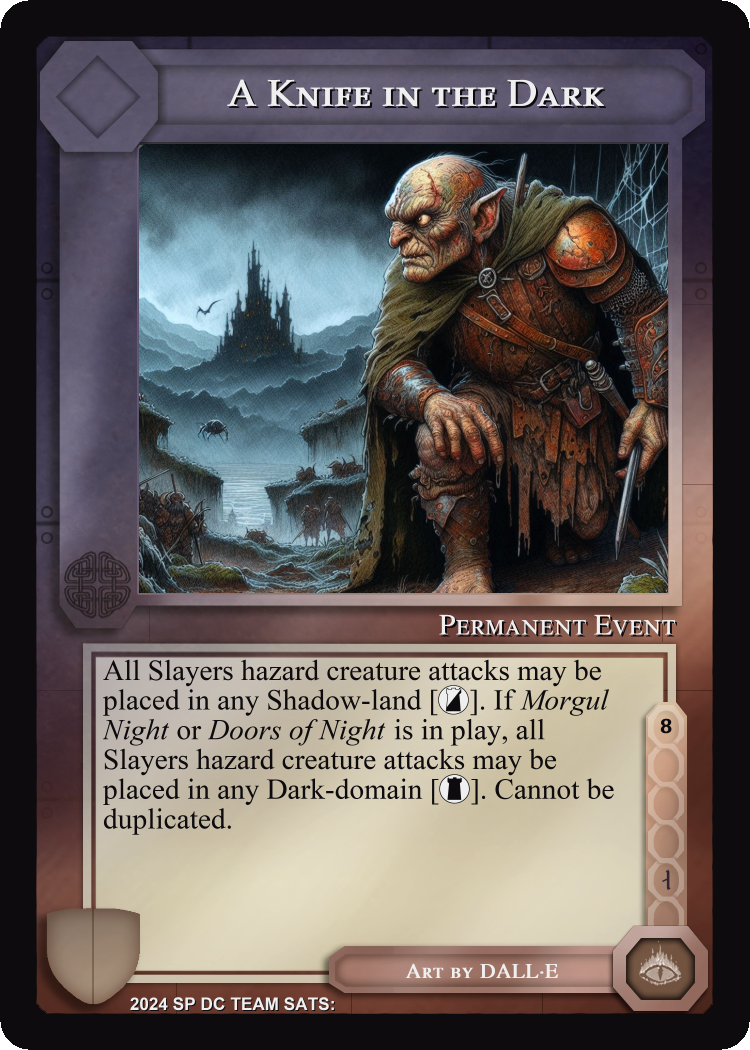 A Knife in the Dark
Permanent Event
All Slayers hazard creature attacks may be
placed in any Shadow-land [ ]. If Morgul
Night or Doors of Night is in play, all
Slayers hazard creature attacks may be
placed in any Dark-domain [ ]. Cannot be
duplicated.
8
Art by DALL·E
2024 SP DC TEAM SATS: